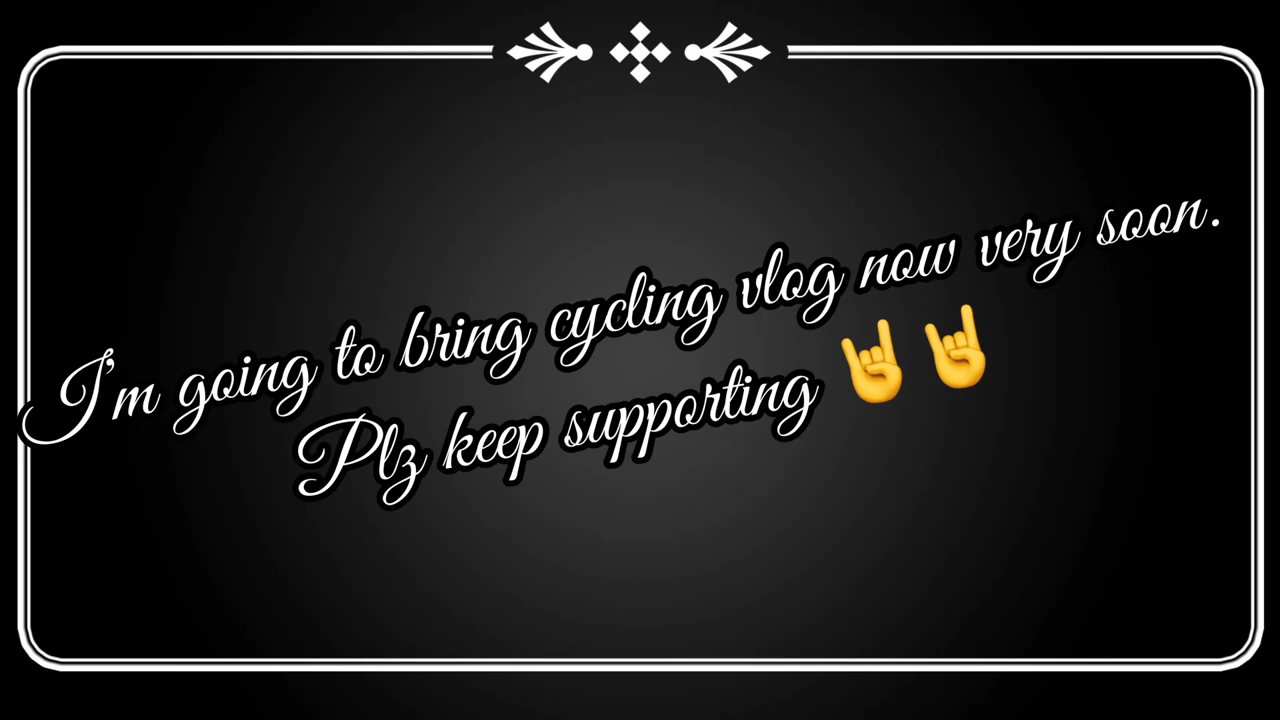 I'm going to bring cycling vlog now very soon.
Plz keep supporting 🤘🤘